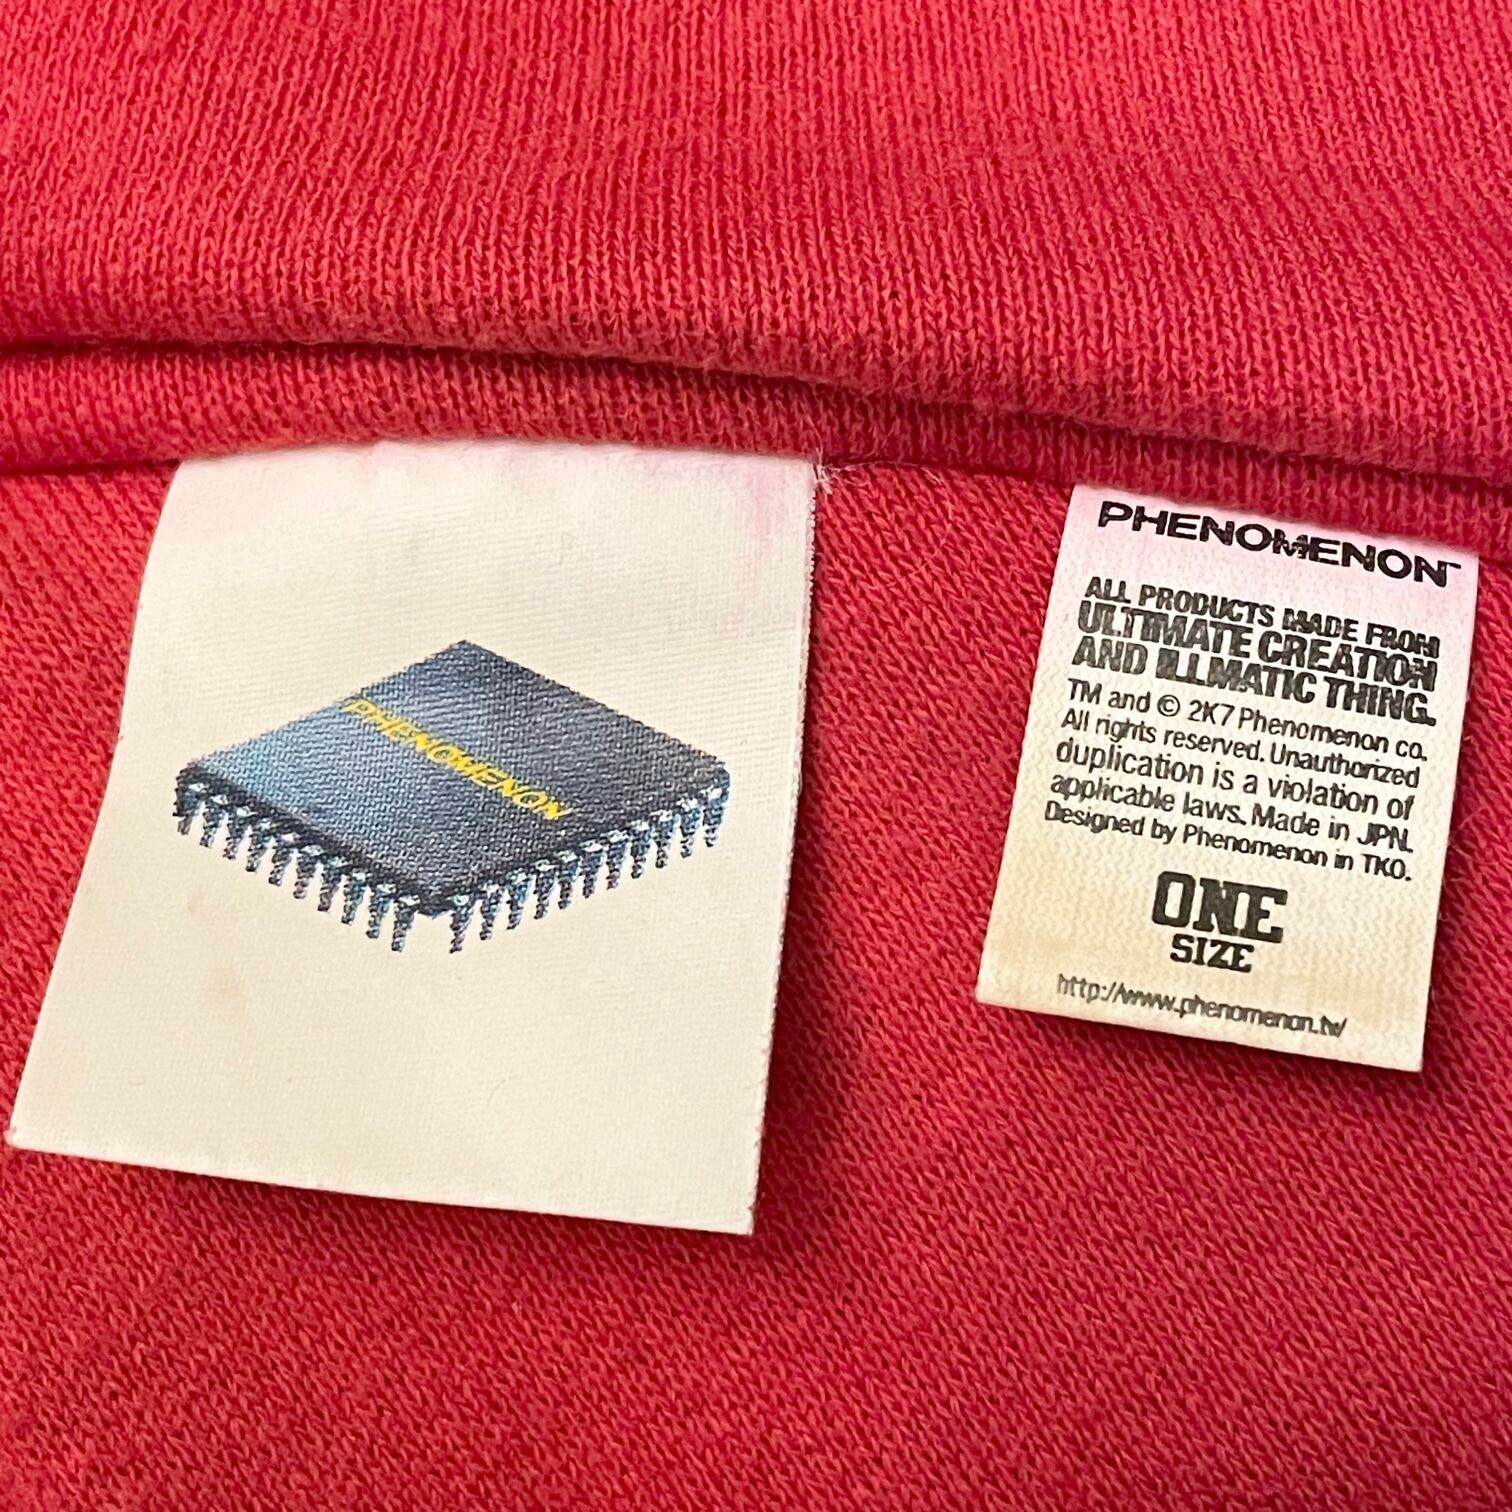 PHENOMENON
PHENOMENON™
ALL PRODUCTS MADE FROM
ULTIMATE CREATION
AND ILLMATIC THING.
TM and © 2K7 Phenomenon co.
All rights reserved. Unauthorized
duplication is a violation of
applicable laws. Made in JPN.
Designed by Phenomenon in TKO.
ONE
SIZE
http://www.phenomenon.tv/